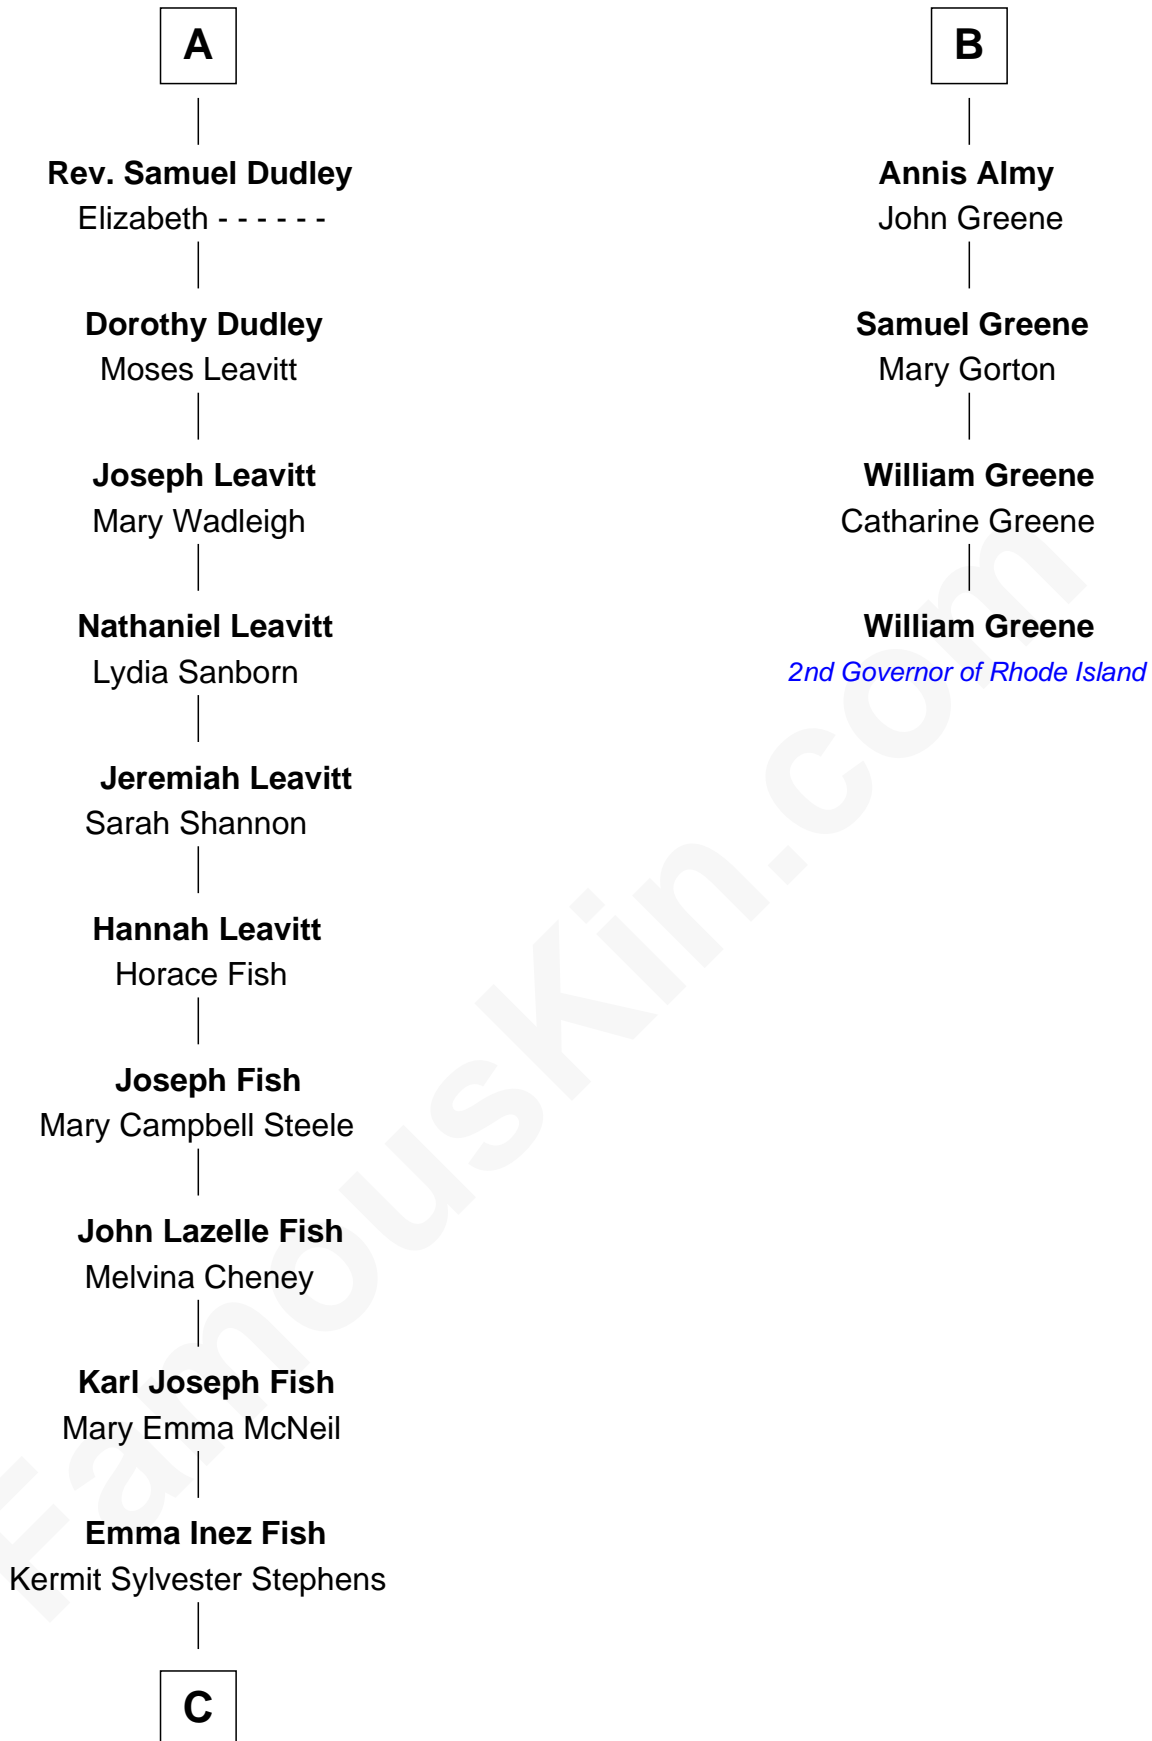 A
Rev. Samuel Dudley
Elizabeth - - - - - -
Dorothy Dudley
Moses Leavitt
Joseph Leavitt
Mary Wadleigh
Nathaniel Leavitt
Lydia Sanborn
Jeremiah Leavitt
Sarah Shannon
Hannah Leavitt
Horace Fish
Joseph Fish
Mary Campbell Steele
John Lazelle Fish
Melvina Cheney
Karl Joseph Fish
Mary Emma McNeil
Emma Inez Fish
Kermit Sylvester Stephens
C
B
Annis Almy
John Greene
Samuel Greene
Mary Gorton
William Greene
Catharine Greene
William Greene
2nd Governor of Rhode Island
FamousKin.com